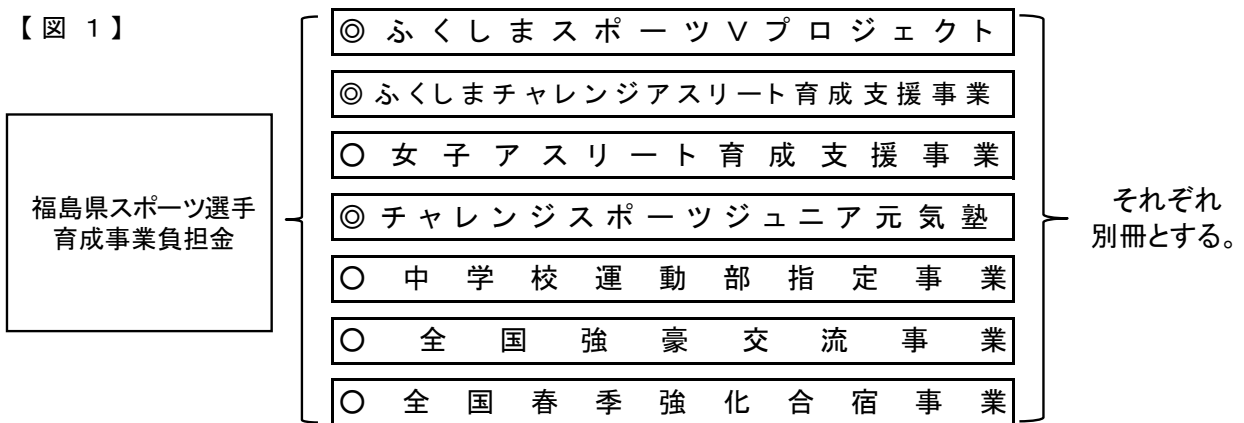 【図 1】
◎ふくしまスポーツVプロジェクト
◎ふくしまチャレンジアスリート育成支援事業
○女子アスリート育成支援事業
福島県スポーツ選手
育成事業負担金
◎チャレンジスポーツジュニア元気塾
それぞれ
別冊とする。
○中学校運動部指定事業
○全国強豪交流事業
○全国春季強化合宿事業